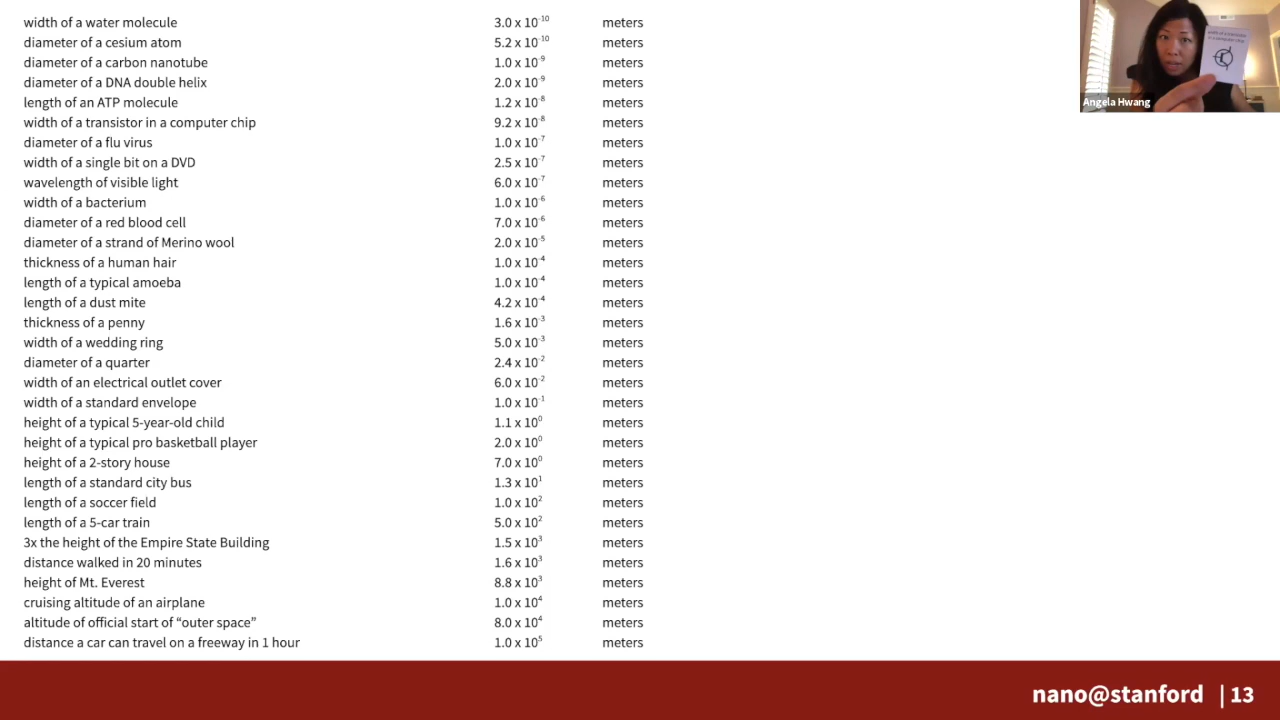 width of a water molecule 3.0 x 10⁻¹⁰ meters
diameter of a cesium atom 5.2 x 10⁻¹⁰ meters
diameter of a carbon nanotube 1.0 x 10⁻⁹ meters
diameter of a DNA double helix 2.0 x 10⁻⁹ meters
length of an ATP molecule 1.2 x 10⁻⁸ meters
width of a transistor in a computer chip 9.2 x 10⁻⁸ meters
diameter of a flu virus 1.0 x 10⁻⁷ meters
width of a single bit on a DVD 2.5 x 10⁻⁷ meters
wavelength of visible light 6.0 x 10⁻⁷ meters
width of a bacterium 1.0 x 10⁻⁶ meters
diameter of a red blood cell 7.0 x 10⁻⁶ meters
diameter of a strand of Merino wool 2.0 x 10⁻⁵ meters
thickness of a human hair 1.0 x 10⁻⁴ meters
length of a typical amoeba 1.0 x 10⁻⁴ meters
length of a dust mite 4.2 x 10⁻⁴ meters
thickness of a penny 1.6 x 10⁻³ meters
width of a wedding ring 5.0 x 10⁻³ meters
diameter of a quarter 2.4 x 10⁻² meters
width of an electrical outlet cover 6.0 x 10⁻² meters
width of a standard envelope 1.0 x 10⁻¹ meters
height of a typical 5-year-old child 1.1 x 10⁰ meters
height of a typical pro basketball player 2.0 x 10⁰ meters
height of a 2-story house 7.0 x 10⁰ meters
length of a standard city bus 1.3 x 10¹ meters
length of a soccer field 1.0 x 10² meters
length of a 5-car train 5.0 x 10² meters
3x the height of the Empire State Building 1.5 x 10³ meters
distance walked in 20 minutes 1.6 x 10³ meters
height of Mt. Everest 8.8 x 10³ meters
cruising altitude of an airplane 1.0 x 10⁴ meters
altitude of official start of “outer space” 8.0 x 10⁴ meters
distance a car can travel on a freeway in 1 hour 1.0 x 10⁵ meters
Angela Hwang
nano@stanford | 13